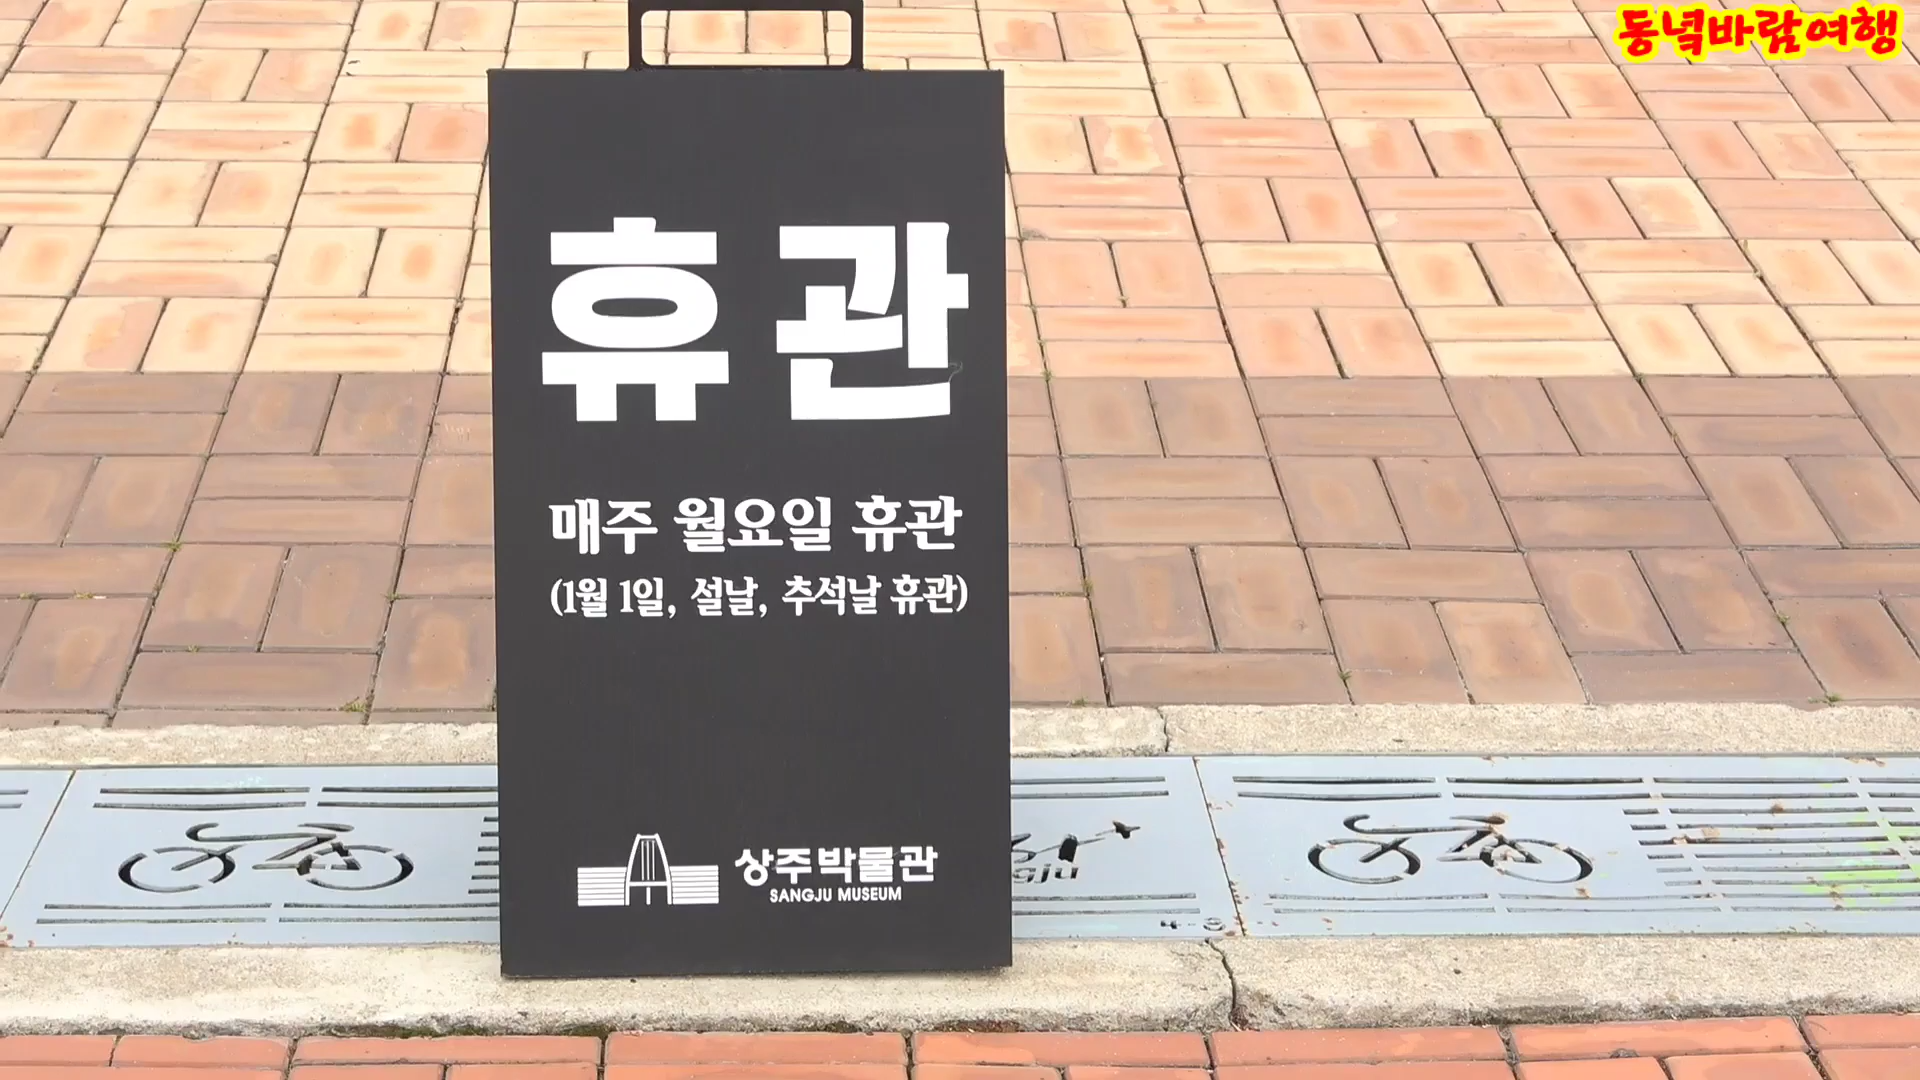 동녘바람여행
휴관
매주 월요일 휴관
(1월 1일, 설날, 추석날 휴관)
상주박물관
SANGJU MUSEUM